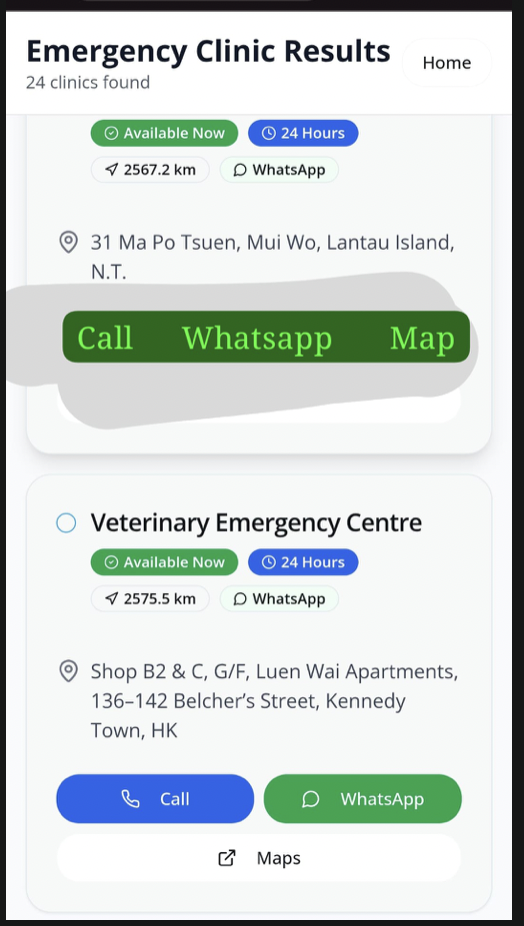 Emergency Clinic Results
Home
24 clinics found
Available Now 24 Hours
2567.2 km WhatsApp
31 Ma Po Tsuen, Mui Wo, Lantau Island,
N.T.
Call Whatsapp Map
Veterinary Emergency Centre
Available Now 24 Hours
2575.5 km WhatsApp
Shop B2 & C, G/F, Luen Wai Apartments,
136–142 Belcher’s Street, Kennedy
Town, HK
Call WhatsApp
Maps